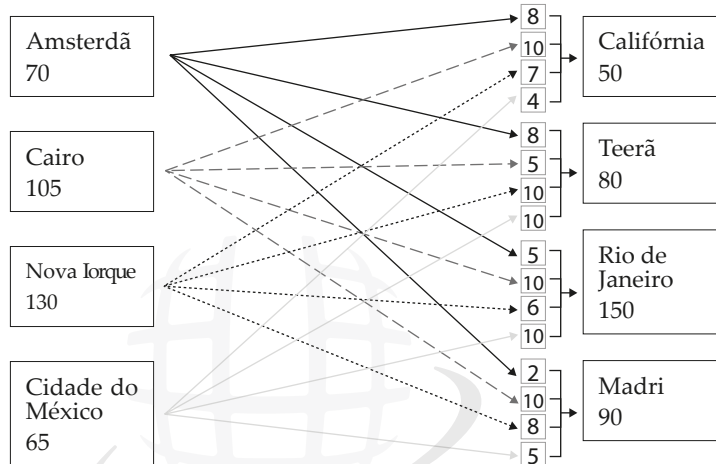 Amsterdã
70
Cairo
105
Nova Iorque
130
Cidade do
México
65
8
10
7
4
8
5
10
10
5
10
6
10
2
10
8
5
Califórnia
50
Teerã
80
Rio de
Janeiro
150
Madri
90